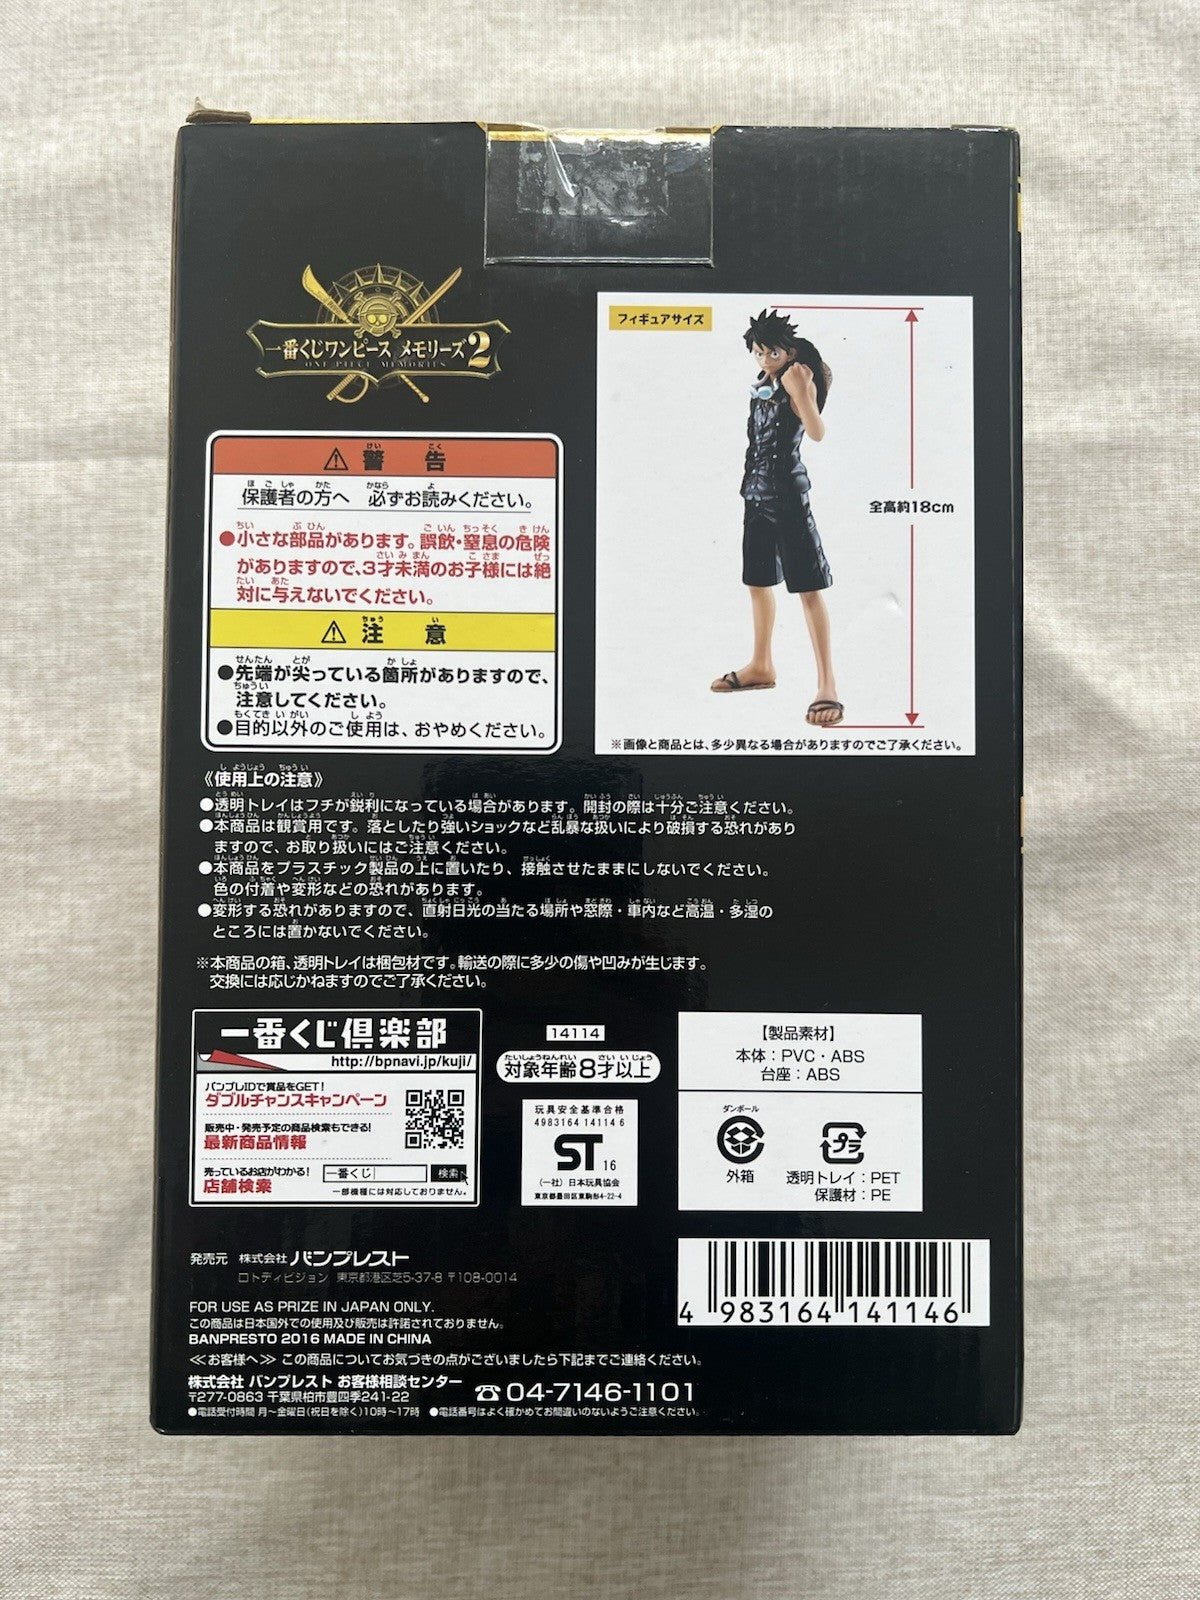 一番くじワンピース メモリーズ2
ONE PIECE MEMORIES
フィギュアサイズ
全高約18cm
※画像と商品とは、多少異なる場合がありますのでご了承ください。
⚠警告
保護者の方へ 必ずお読みください。
●小さな部品があります。誤飲・窒息の危険
がありますので、3才未満のお子様には絶
対に与えないでください。
⚠注意
●先端が尖っている箇所がありますので、
注意してください。
●目的以外のご使用は、おやめください。
《使用上の注意》
●透明トレイはフチが鋭利になっている場合があります。開封の際は十分ご注意ください。
●本商品は観賞用です。落としたり強いショックなど乱暴な扱いにより破損する恐れがあり
ますので、お取り扱いにはご注意ください。
●本商品をプラスチック製品の上に置いたり、接触させたままにしないでください。
色の付着や変形などの恐れがあります。
●変形する恐れがありますので、直射日光の当たる場所や窓際・車内など高温・多湿の
ところには置かないでください。
※本商品の箱、透明トレイは梱包材です。輸送の際に多少の傷や凹みが生じます。
交換には応じかねますのでご了承ください。
一番くじ倶楽部
http://bpnavi.jp/kuji/
バンプレIDで賞品をGET!
ダブルチャンスキャンペーン
販売中・発売予定の商品検索もできる!
最新商品情報
売っているお店がわかる!
店舗検索
一番くじ 検索
一部機種には対応しておりません。
14114
対象年齢8才以上
玩具安全基準合格
4983164 14114 6
ST 16
(一社)日本玩具協会
東京都墨田区東駒形4-22-4
【製品素材】
本体:PVC・ABS
台座:ABS
ダンボール
外箱
プラ
透明トレイ:PET
保護材:PE
4 983164 141146
発売元 株式会社バンプレスト
ロトディビジョン 東京都港区芝5-37-8 〒108-0014
FOR USE AS PRIZE IN JAPAN ONLY.
この商品は日本国外での使用及び販売は許諾されておりません。
BANPRESTO 2016 MADE IN CHINA
≪お客様へ≫ この商品についてお気づきの点がございましたら下記までご連絡ください。
株式会社 バンプレスト お客様相談センター
〒277-0863 千葉県柏市豊四季241-22
☎04-7146-1101
●電話受付時間 月〜金曜日(祝日を除く)10時〜17時 ●電話番号はよく確かめてお間違いのないようご注意ください。